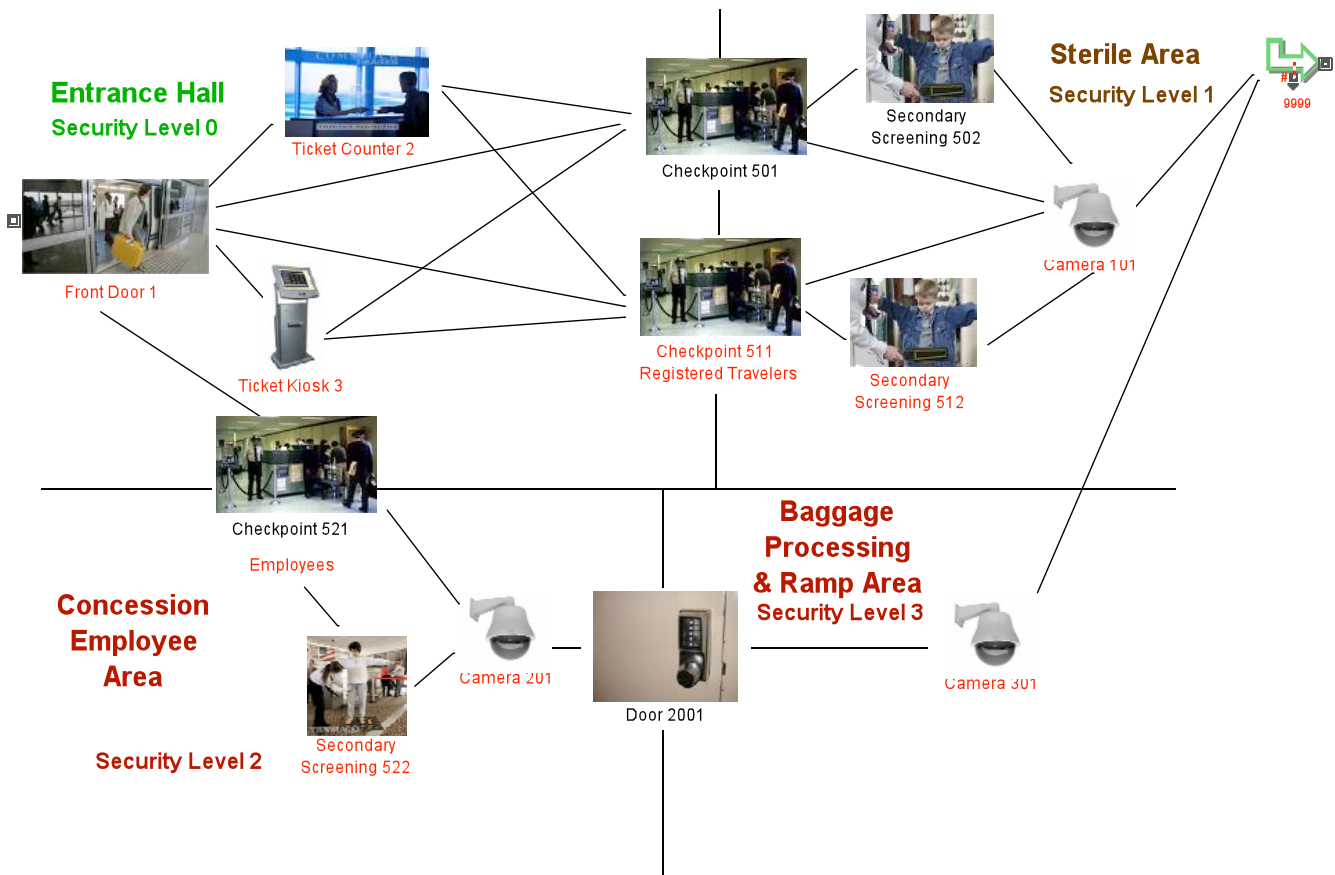 Entrance Hall
Security Level 0
Ticket Counter 2
Front Door 1
Ticket Kiosk 3
Checkpoint 501
Secondary
Screening 502
Sterile Area
Security Level 1
#
9999
Camera 101
Checkpoint 511
Registered Travelers
Secondary
Screening 512
Checkpoint 521
Employees
Concession
Employee
Area
Security Level 2
Secondary
Screening 522
Camera 201
Door 2001
Baggage
Processing
& Ramp Area
Security Level 3
Camera 301